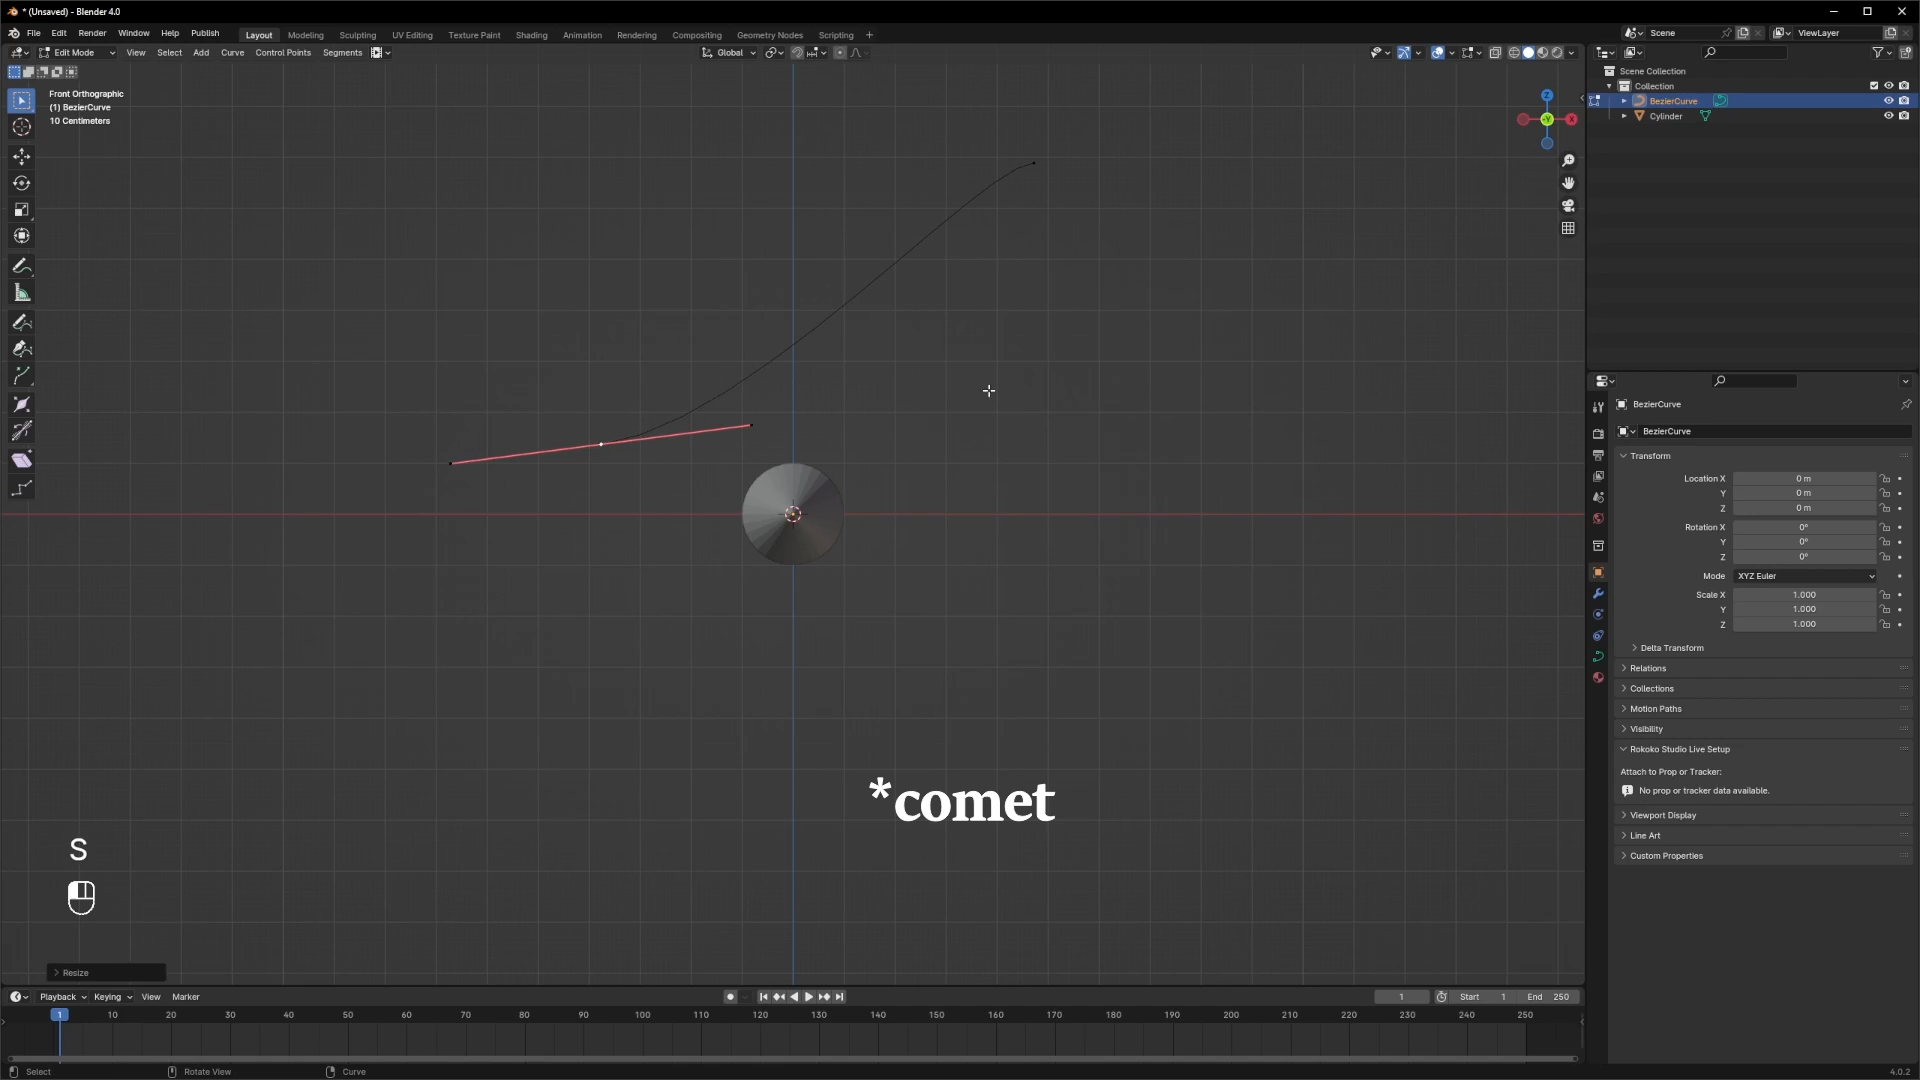 * (Unsaved) - Blender 4.0
File Edit Render Window Help Publish Layout Modeling Sculpting UV Editing Texture Paint Shading Animation Rendering Compositing Geometry Nodes Scripting + Scene ViewLayer
Edit Mode View Select Add Curve Control Points Segments Global
Front Orthographic
(1) BezierCurve
10 Centimeters
Z
Y
X
Scene Collection
Collection
BezierCurve
Cylinder
BezierCurve
BezierCurve
Transform
Location X 0 m
Y 0 m
Z 0 m
Rotation X 0°
Y 0°
Z 0°
Mode XYZ Euler
Scale X 1.000
Y 1.000
Z 1.000
Delta Transform
Relations
Collections
Motion Paths
Visibility
Rokoko Studio Live Setup
Attach to Prop or Tracker:
No prop or tracker data available.
Viewport Display
Line Art
Custom Properties
*comet
S
Resize
Playback Keying View Marker 1 Start 1 End 250
1 10 20 30 40 50 60 70 80 90 100 110 120 130 140 150 160 170 180 190 200 210 220 230 240 250
Select Rotate View Curve 4.0.2